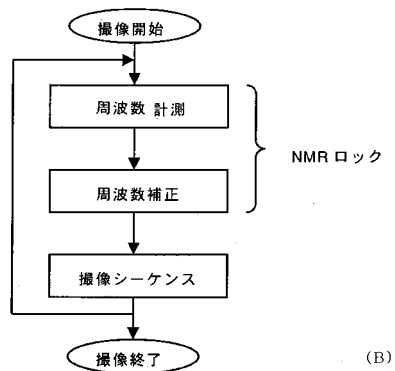 撮像開始
周波数 計測
NMR ロック
周波数補正
撮像シーケンス
撮像終了
(B)